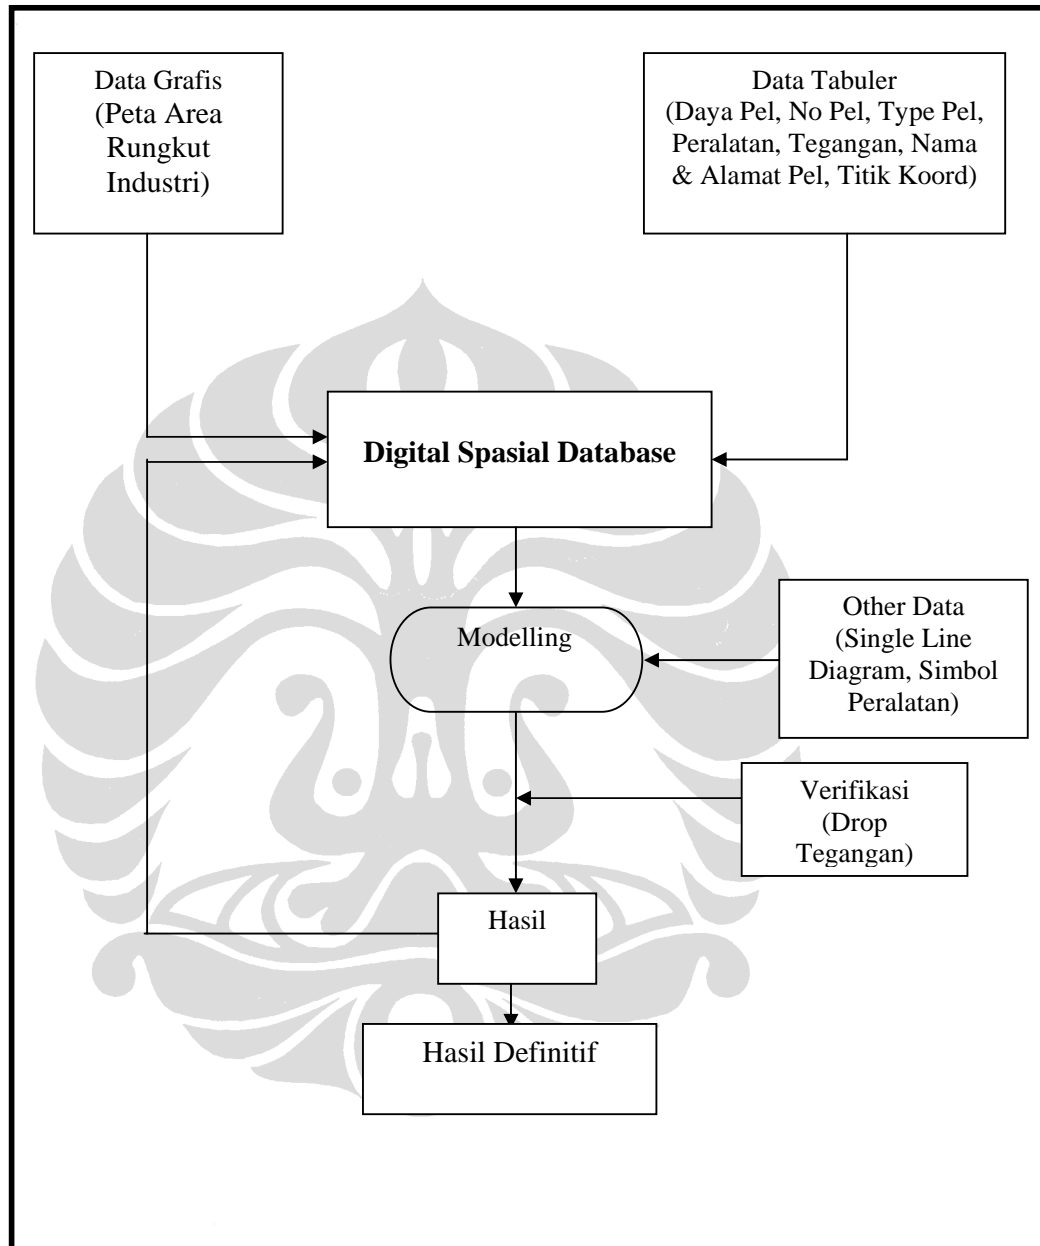 Data Grafis
(Peta Area
Rungkut
Industri)
Data Tabuler
(Daya Pel, No Pel, Type Pel,
Peralatan, Tegangan, Nama
& Alamat Pel, Titik Koord)
Digital Spasial Database
Modelling
Other Data
(Single Line
Diagram, Simbol
Peralatan)
Verifikasi
(Drop
Tegangan)
Hasil
Hasil Definitif